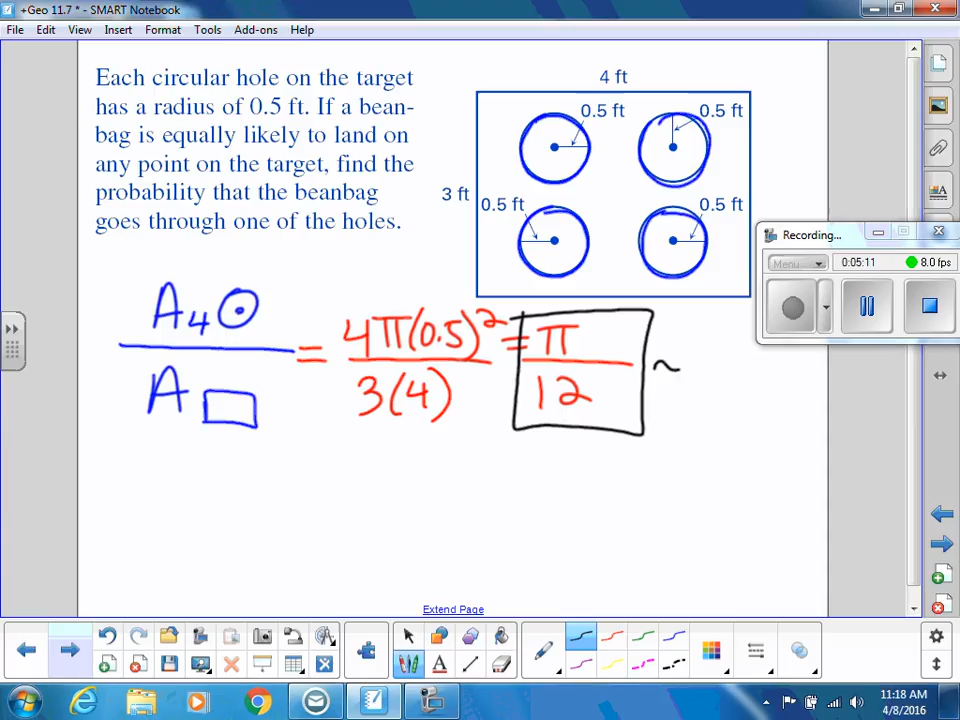 +Geo 11.7 * - SMART Notebook
File Edit View Insert Format Tools Add-ons Help
Each circular hole on the target
has a radius of 0.5 ft. If a bean-
bag is equally likely to land on
any point on the target, find the
probability that the beanbag
goes through one of the holes.
4 ft
0.5 ft 0.5 ft
3 ft
0.5 ft 0.5 ft
Recording...
Menu 0:05:11 8.0 fps
A4⊙ / A▭ = 4π(0.5)² / 3(4) = π / 12 ~
Extend Page
A
11:18 AM
4/8/2016